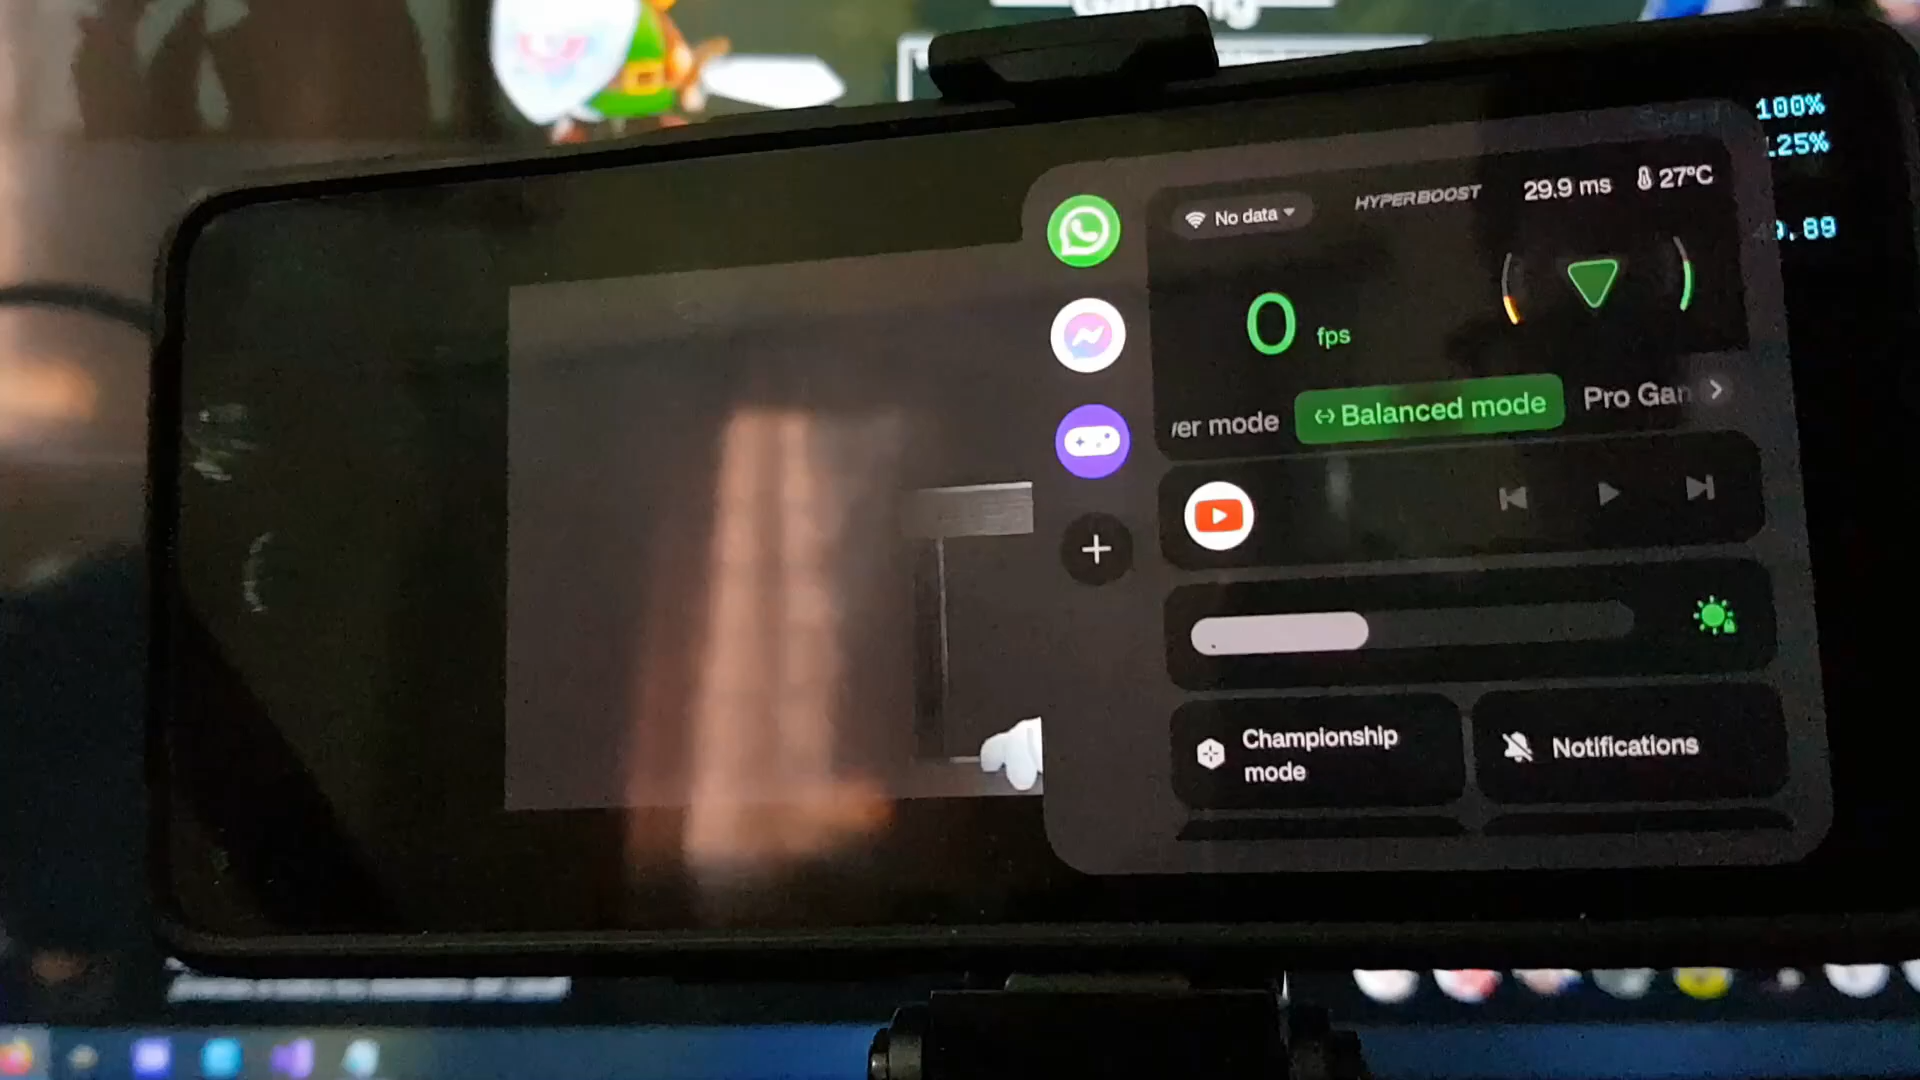 100%
.25%
.89
No data
HYPERBOOST
29.9 ms
27°C
0 fps
er mode
Balanced mode
Pro Gan
Championship
mode
Notifications